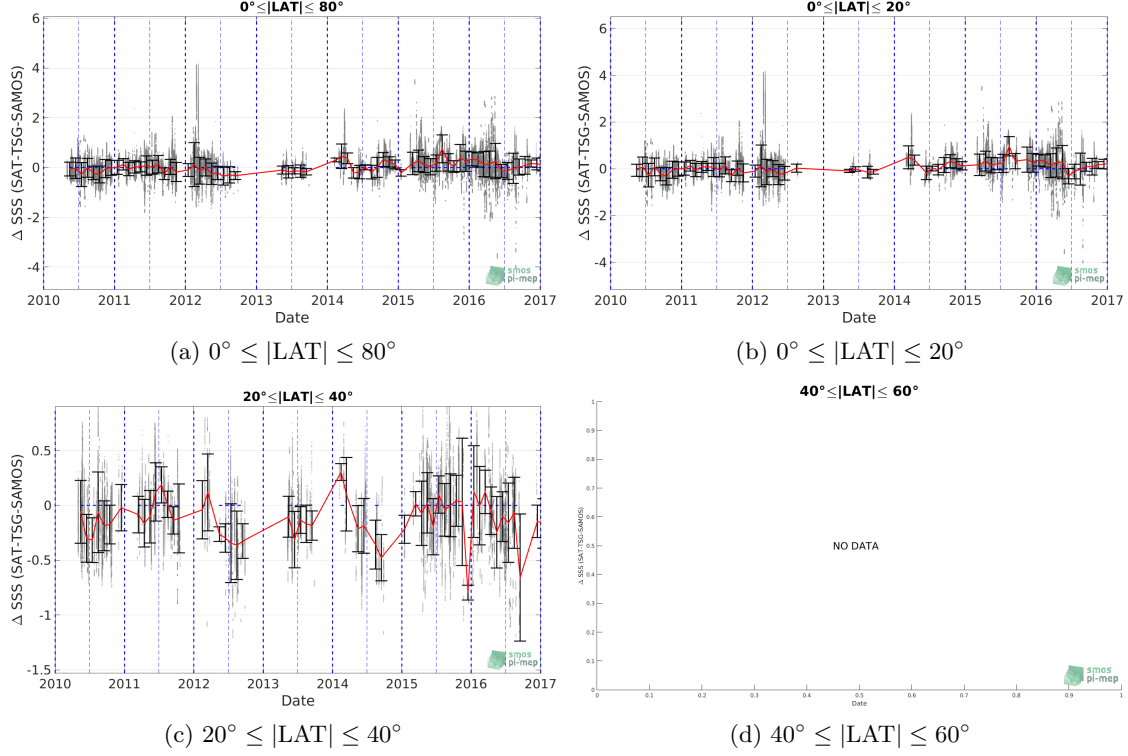 0°≤|LAT|≤ 80°
6
4
2
0
-2
-4
Δ SSS (SAT-TSG-SAMOS)
2010 2011 2012 2013 2014 2015 2016 2017
Date
smos
pi-mep
(a) 0° ≤ |LAT| ≤ 80°
0°≤|LAT|≤ 20°
6
4
2
0
-2
-4
Δ SSS (SAT-TSG-SAMOS)
2010 2011 2012 2013 2014 2015 2016 2017
Date
smos
pi-mep
(b) 0° ≤ |LAT| ≤ 20°
20°≤|LAT|≤ 40°
0.5
0
-0.5
-1
-1.5
Δ SSS (SAT-TSG-SAMOS)
2010 2011 2012 2013 2014 2015 2016 2017
Date
smos
pi-mep
(c) 20° ≤ |LAT| ≤ 40°
40°≤|LAT|≤ 60°
1
0.9
0.8
0.7
0.6
0.5
0.4
0.3
0.2
0.1
0
Δ SSS (SAT-TSG-SAMOS)
NO DATA
0 0.1 0.2 0.3 0.4 0.5 0.6 0.7 0.8 0.9 1
Date
smos
pi-mep
(d) 40° ≤ |LAT| ≤ 60°